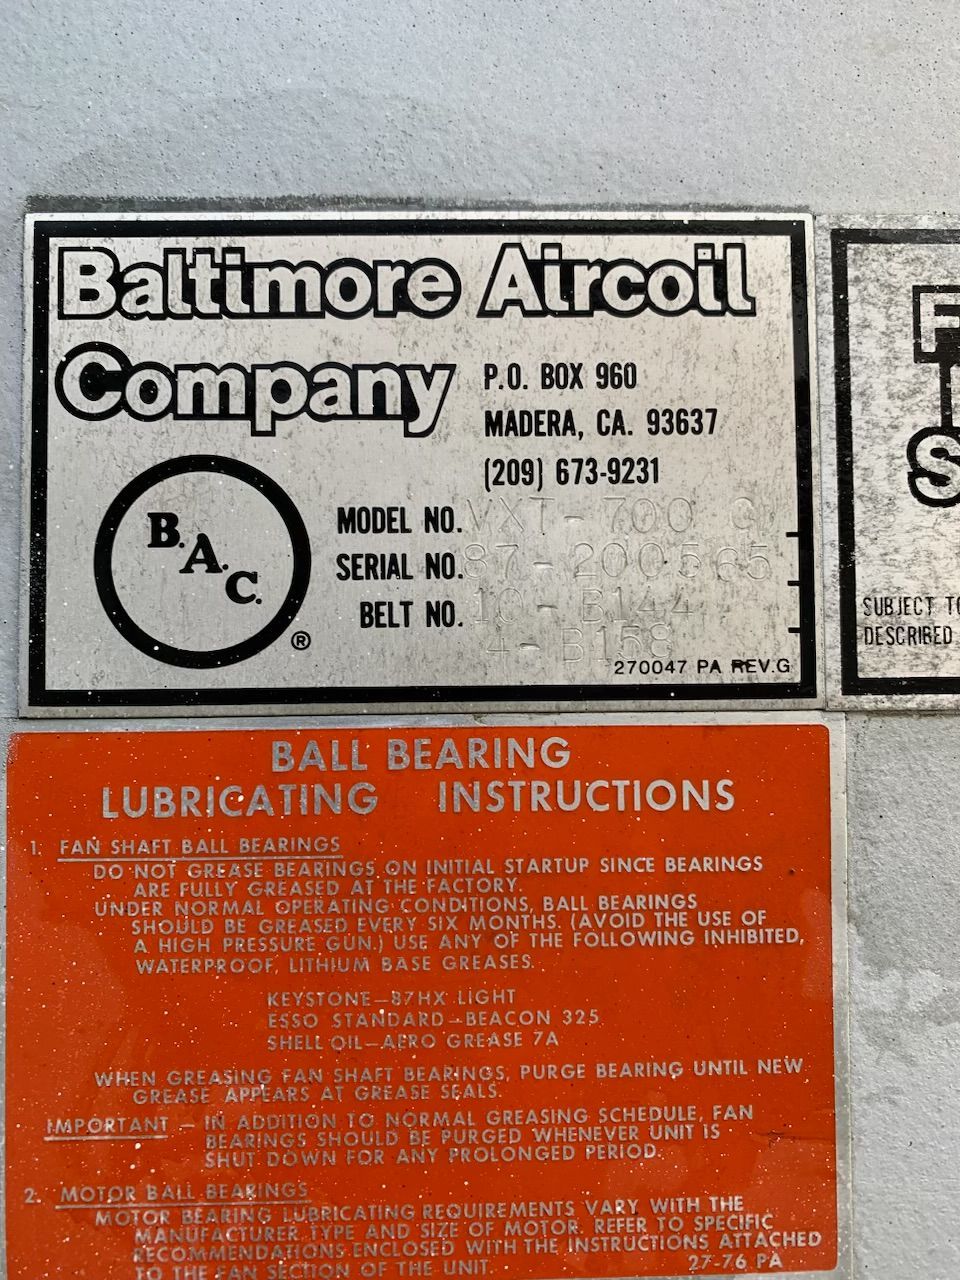 Baltimore Aircoil
Company
P.O. BOX 960
MADERA, CA. 93637
(209) 673-9231
B.A.C.
®
MODEL NO. VXT-700
SERIAL NO. 87-200565
BELT NO. 10-B144
4-B158
270047 PA REV.G
SUBJECT
DESCRIBED
BALL BEARING
LUBRICATING INSTRUCTIONS
1. FAN SHAFT BALL BEARINGS
DO NOT GREASE BEARINGS ON INITIAL STARTUP SINCE BEARINGS
ARE FULLY GREASED AT THE FACTORY.
UNDER NORMAL OPERATING CONDITIONS, BALL BEARINGS
SHOULD BE GREASED EVERY SIX MONTHS. (AVOID THE USE OF
A HIGH PRESSURE GUN.) USE ANY OF THE FOLLOWING INHIBITED,
WATERPROOF, LITHIUM BASE GREASES.
KEYSTONE—87HX LIGHT
ESSO STANDARD—BEACON 325
SHELL OIL—AERO GREASE 7A
WHEN GREASING FAN SHAFT BEARINGS, PURGE BEARING UNTIL NEW
GREASE APPEARS AT GREASE SEALS.
IMPORTANT — IN ADDITION TO NORMAL GREASING SCHEDULE, FAN
BEARINGS SHOULD BE PURGED WHENEVER UNIT IS
SHUT DOWN FOR ANY PROLONGED PERIOD.
2. MOTOR BALL BEARINGS
MOTOR BEARING LUBRICATING REQUIREMENTS VARY WITH THE
MANUFACTURER TYPE AND SIZE OF MOTOR. REFER TO SPECIFIC
RECOMMENDATIONS ENCLOSED WITH THE INSTRUCTIONS ATTACHED
TO THE FAN SECTION OF THE UNIT.
27-76 PA